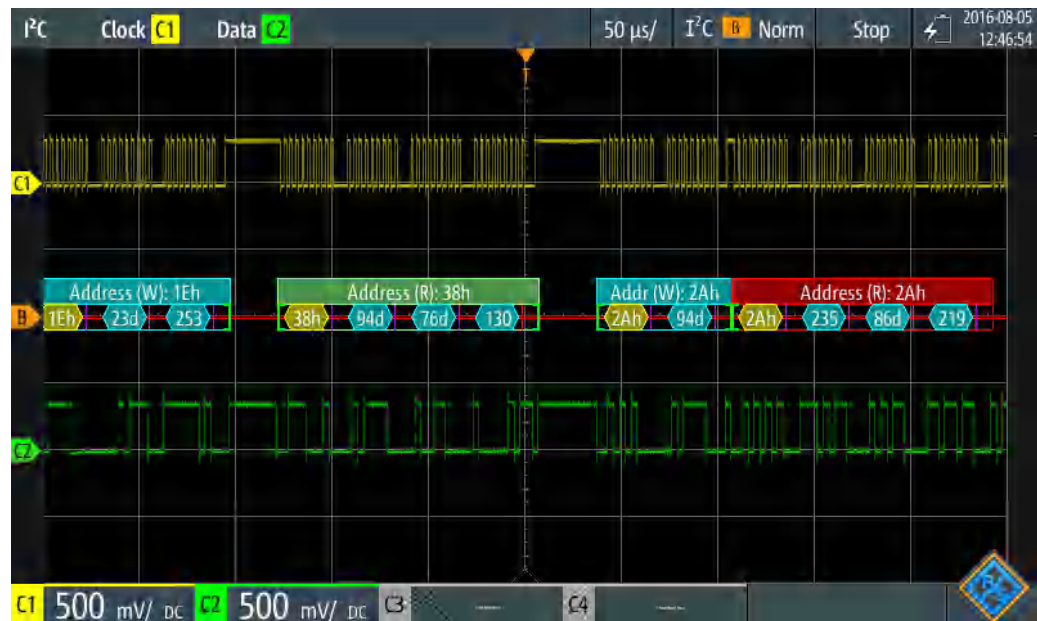 I²C Clock C1 Data C2 50 µs/ I²C B Norm Stop 2016-08-05
12:46:54
T
C1
Address (W): 1Eh Address (R): 38h Addr (W): 2Ah Address (R): 2Ah
B 1Eh 23d 253 38h 94d 76d 130 2Ah 94d 2Ah 235 86d 219
C2
C1 500 mV/ DC C2 500 mV/ DC C3 C4